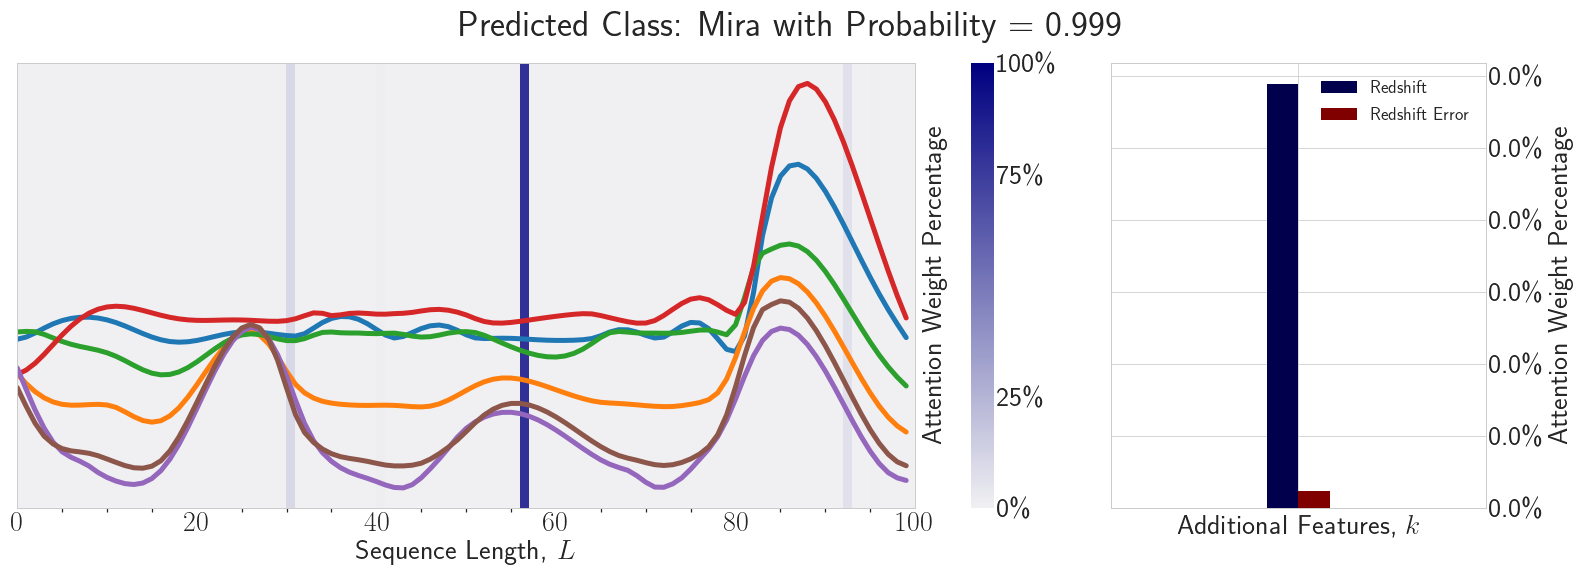 Predicted Class: Mira with Probability = 0.999
0
20
40
60
80
100
Sequence Length, L
Attention Weight Percentage
100%
75%
25%
0%
Redshift
Redshift Error
0.0%
0.0%
0.0%
0.0%
0.0%
0.0%
0.0%
Attention Weight Percentage
Additional Features, k